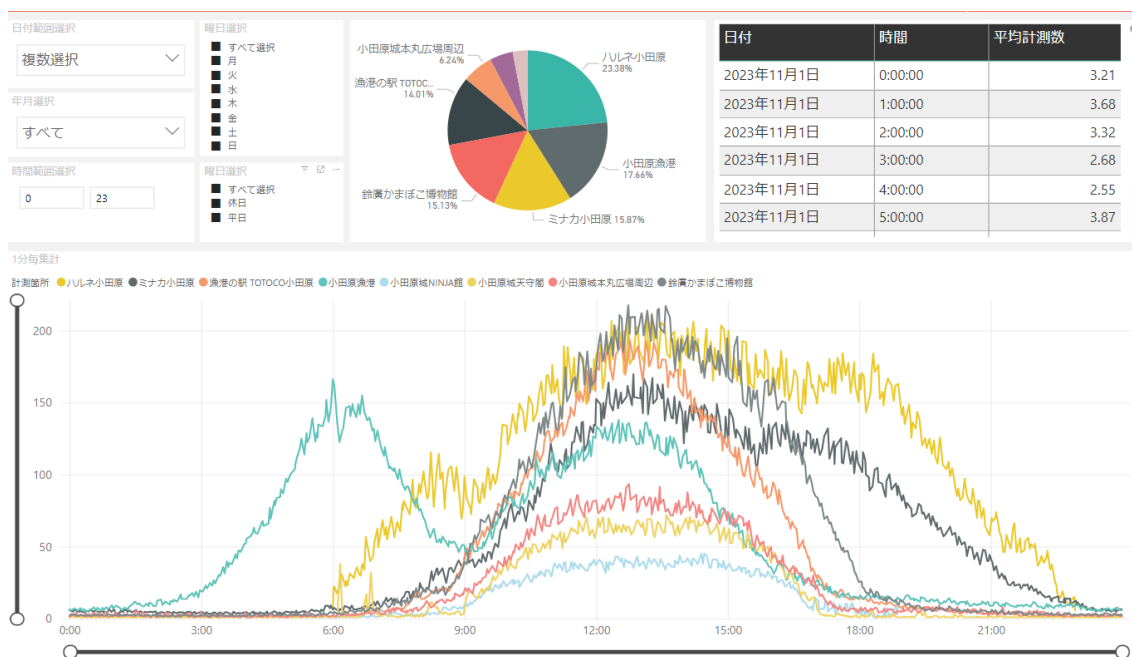 日付範囲選択
複数選択
年月選択
すべて
時間範囲選択
0
23
曜日選択
すべて選択
月
火
水
木
金
土
日
曜日選択
すべて選択
休日
平日
小田原城本丸広場周辺
6.24%
漁港の駅 TOTOC...
14.01%
鈴廣かまぼこ博物館
15.13%
ハルネ小田原
23.38%
小田原漁港
17.66%
ミナカ小田原 15.87%
日付 時間 平均計測数
2023年11月1日 0:00:00 3.21
2023年11月1日 1:00:00 3.68
2023年11月1日 2:00:00 3.32
2023年11月1日 3:00:00 2.68
2023年11月1日 4:00:00 2.55
2023年11月1日 5:00:00 3.87
1分毎集計
計測箇所 ハルネ小田原 ミナカ小田原 漁港の駅 TOTOCO小田原 小田原漁港 小田原城NINJA館 小田原城天守閣 小田原城本丸広場周辺 鈴廣かまぼこ博物館
200
150
100
50
0
0:00 3:00 6:00 9:00 12:00 15:00 18:00 21:00